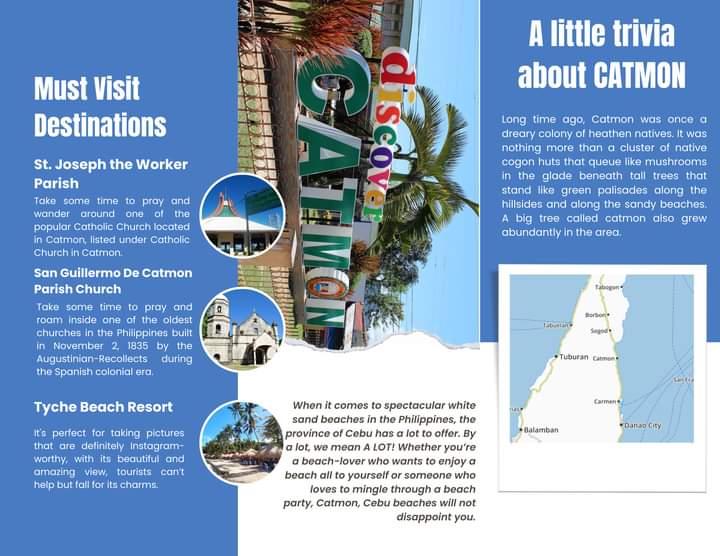 Must Visit
Destinations
St. Joseph the Worker
Parish
Take some time to pray and
wander around one of the
popular Catholic Church located
in Catmon, listed under Catholic
Church in Catmon.
San Guillermo De Catmon
Parish Church
Take some time to pray and
roam inside one of the oldest
churches in the Philippines built
in November 2, 1835 by the
Augustinian-Recollects during
the Spanish colonial era.
Tyche Beach Resort
It's perfect for taking pictures
that are definitely Instagram-
worthy, with its beautiful and
amazing view, tourists can't
help but fall for its charms.
discover
CATMON
When it comes to spectacular white
sand beaches in the Philippines, the
province of Cebu has a lot to offer. By
a lot, we mean A LOT! Whether you're
a beach-lover who wants to enjoy a
beach all to yourself or someone who
loves to mingle through a beach
party, Catmon, Cebu beaches will not
disappoint you.
A little trivia
about CATMON
Long time ago, Catmon was once a
dreary colony of heathen natives. It was
nothing more than a cluster of native
cogon huts that queue like mushrooms
in the glade beneath tall trees that
stand like green palisades along the
hillsides and along the sandy beaches.
A big tree called catmon also grew
abundantly in the area.
Tabogon
Borbon
Tabuelan
Sogod
Tuburan
Catmon
San Fra
Carmen
Danao City
Balamban